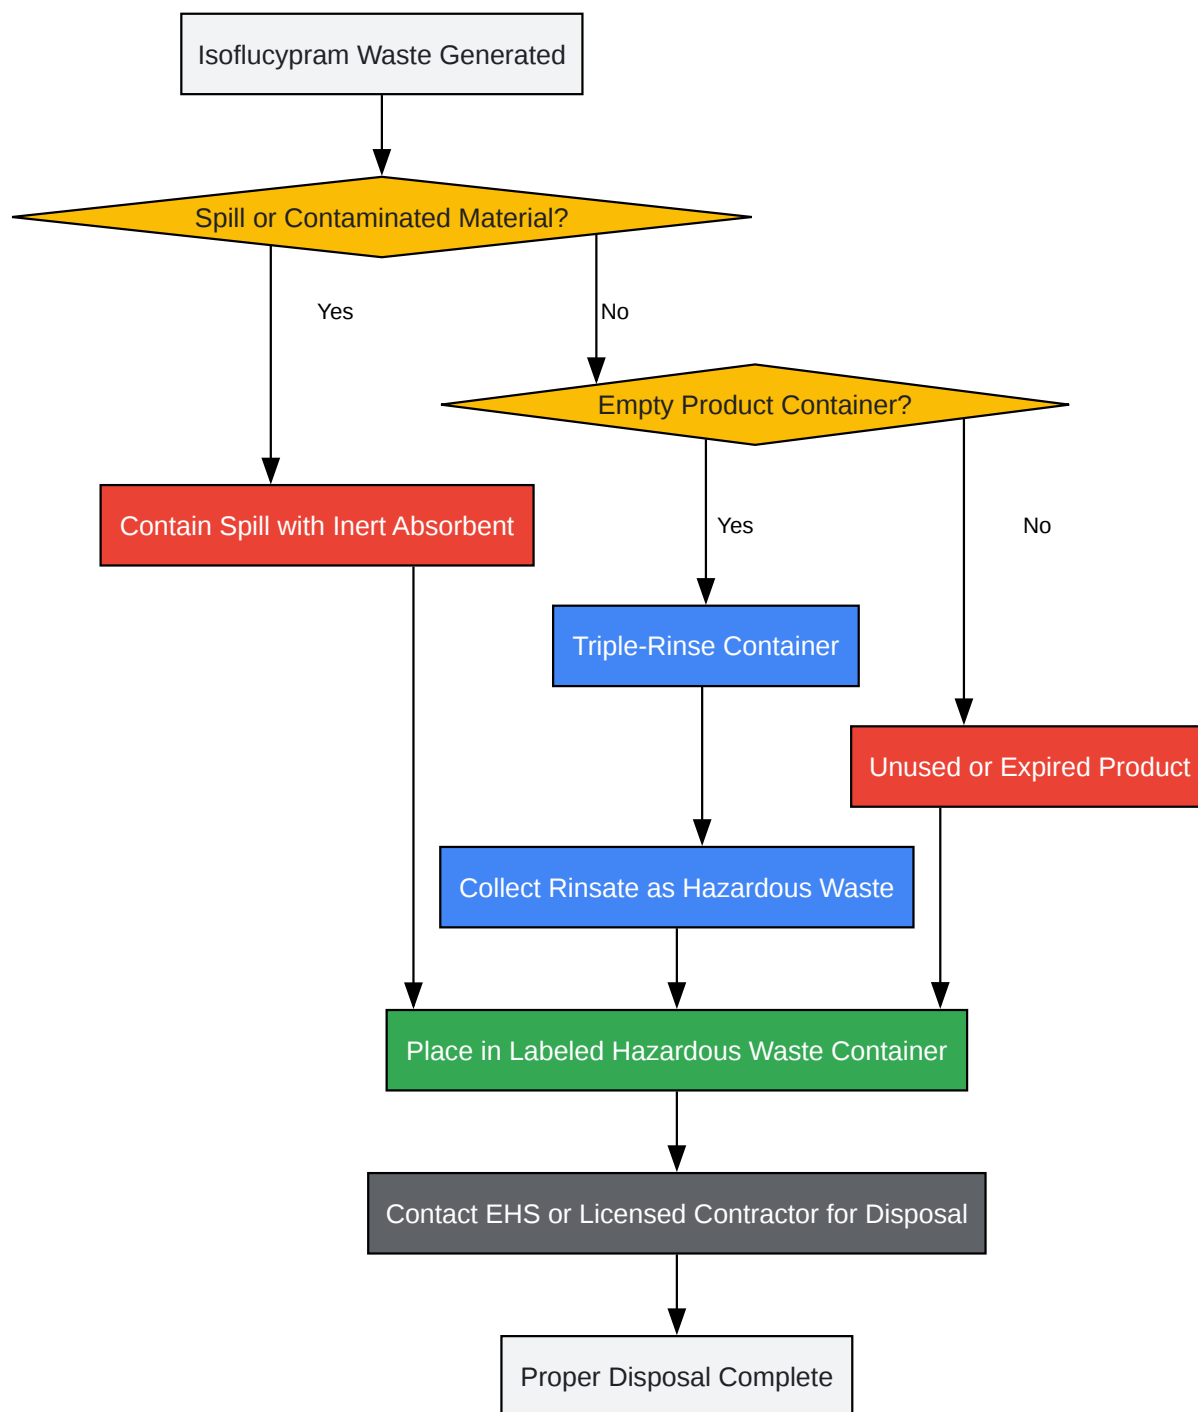 Isoflucypram Waste Generated
Spill or Contaminated Material?
Yes
No
Empty Product Container?
Contain Spill with Inert Absorbent
Yes
No
Triple-Rinse Container
Unused or Expired Product
Collect Rinsate as Hazardous Waste
Place in Labeled Hazardous Waste Container
Contact EHS or Licensed Contractor for Disposal
Proper Disposal Complete